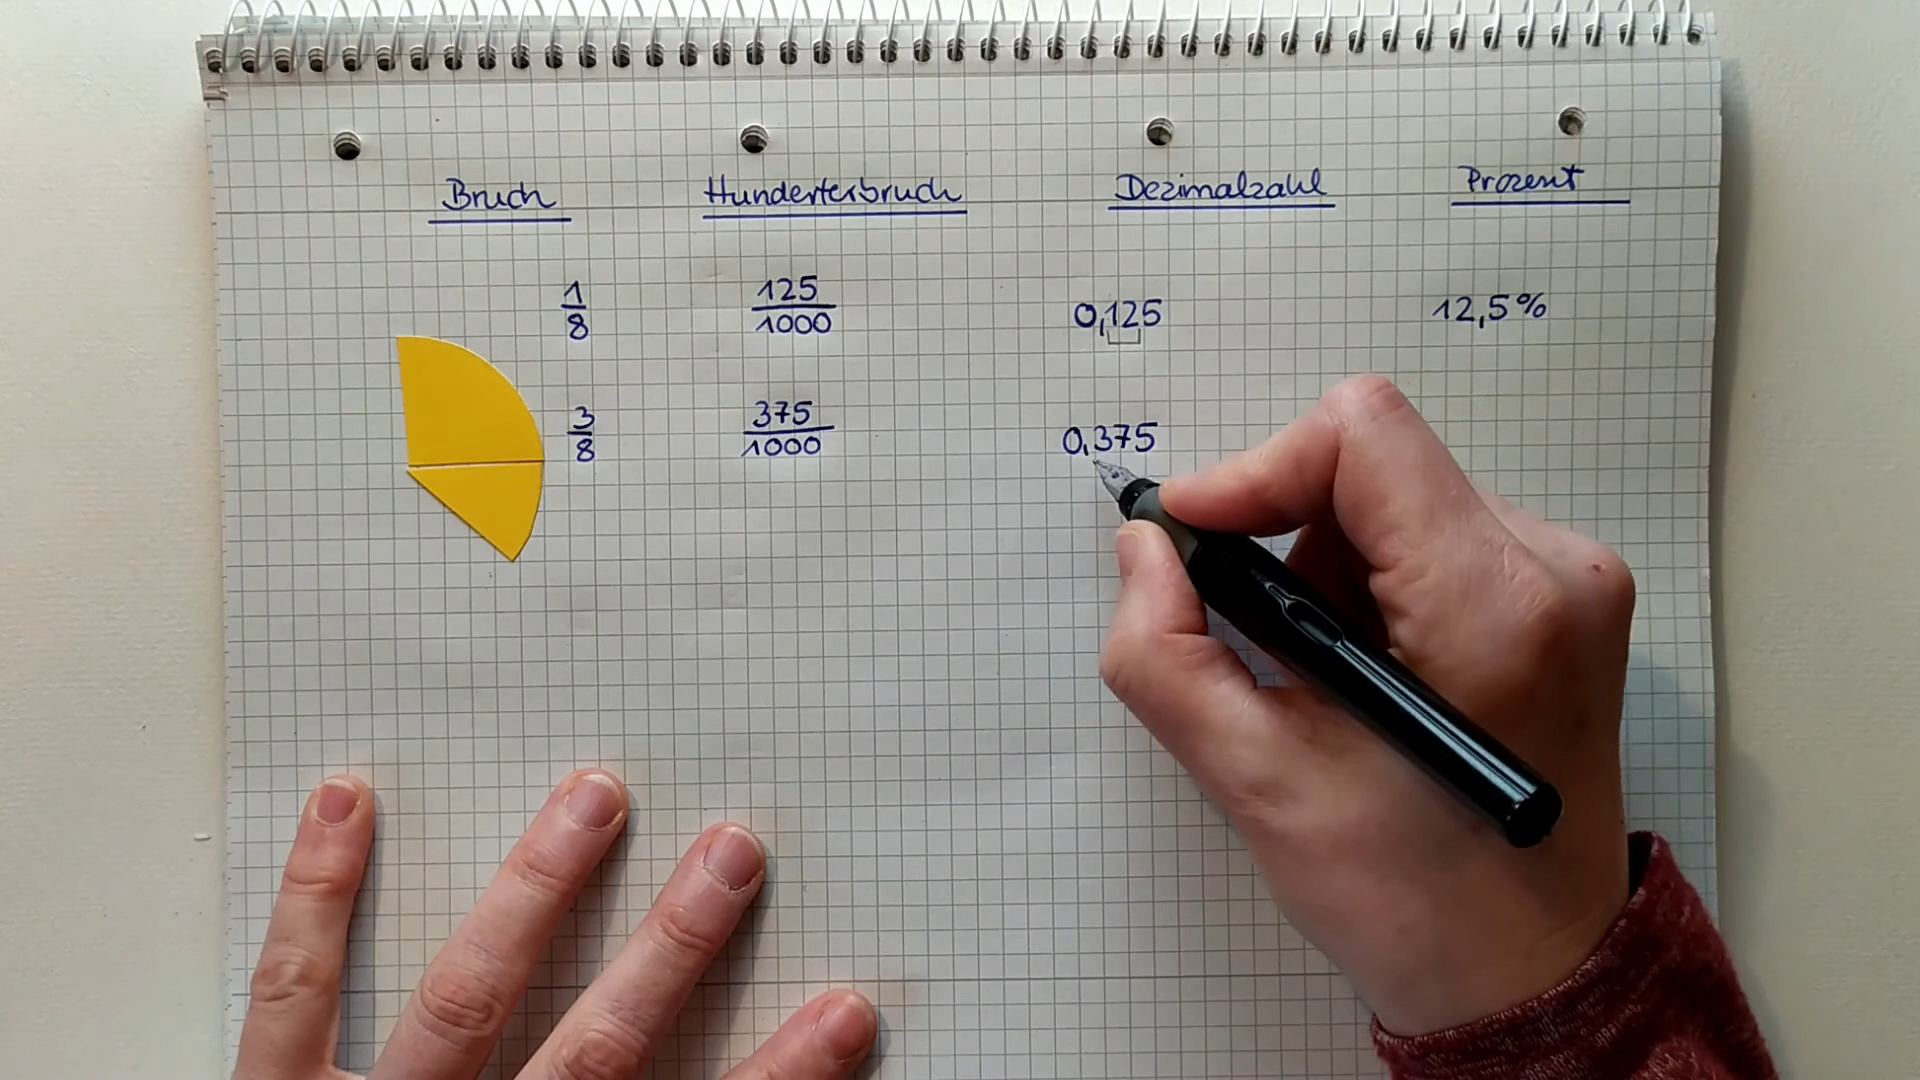 Bruch Hunderterbruch Dezimalzahl Prozent
1/8 125/1000 0,125 12,5%
3/8 375/1000 0,375